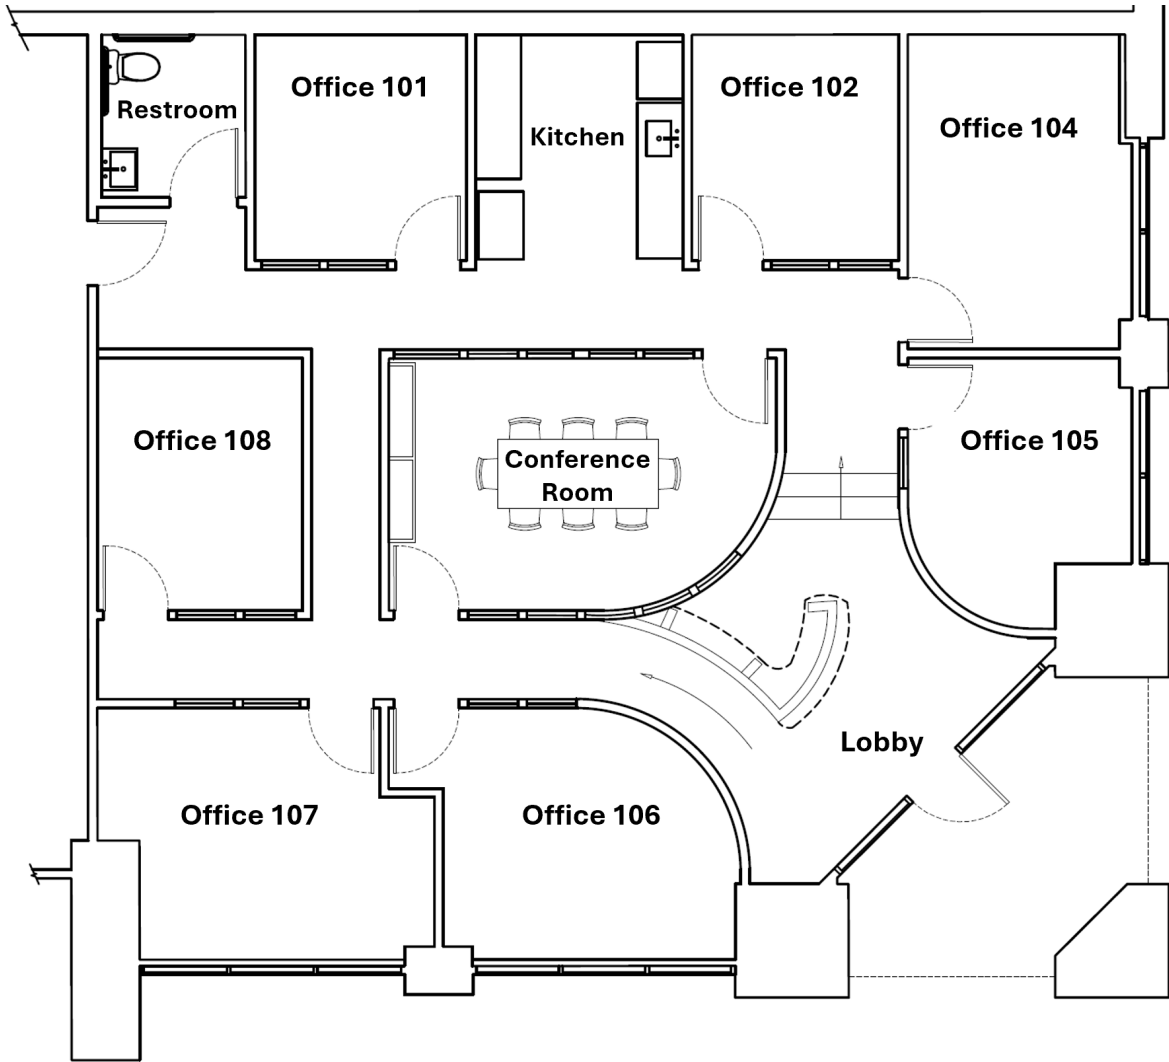 Office 101
Office 102
Restroom
Kitchen
Office 104
Office 108
Conference
Room
Office 105
Lobby
Office 107
Office 106